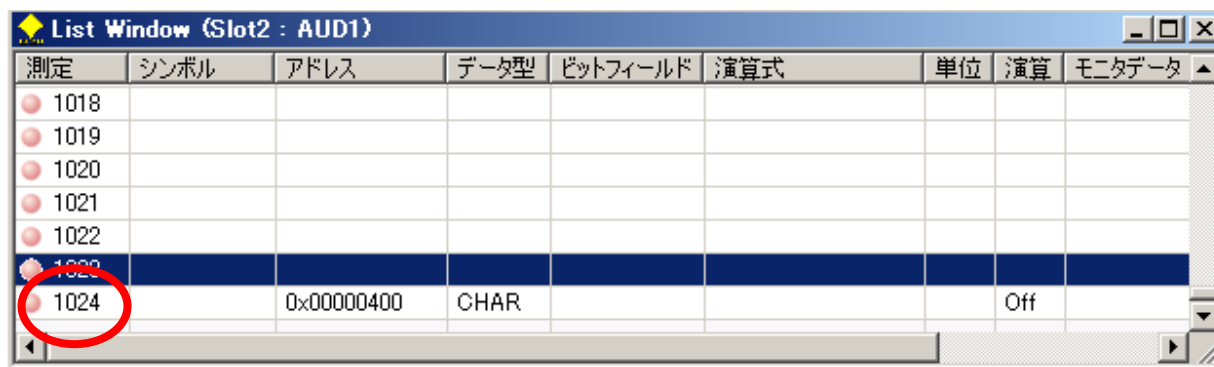 List Window (Slot2 : AUD1)
測定 シンボル アドレス データ型 ビットフィールド 演算式 単位 演算 モニタデータ
1018
1019
1020
1021
1022
1023
1024 0x00000400 CHAR Off